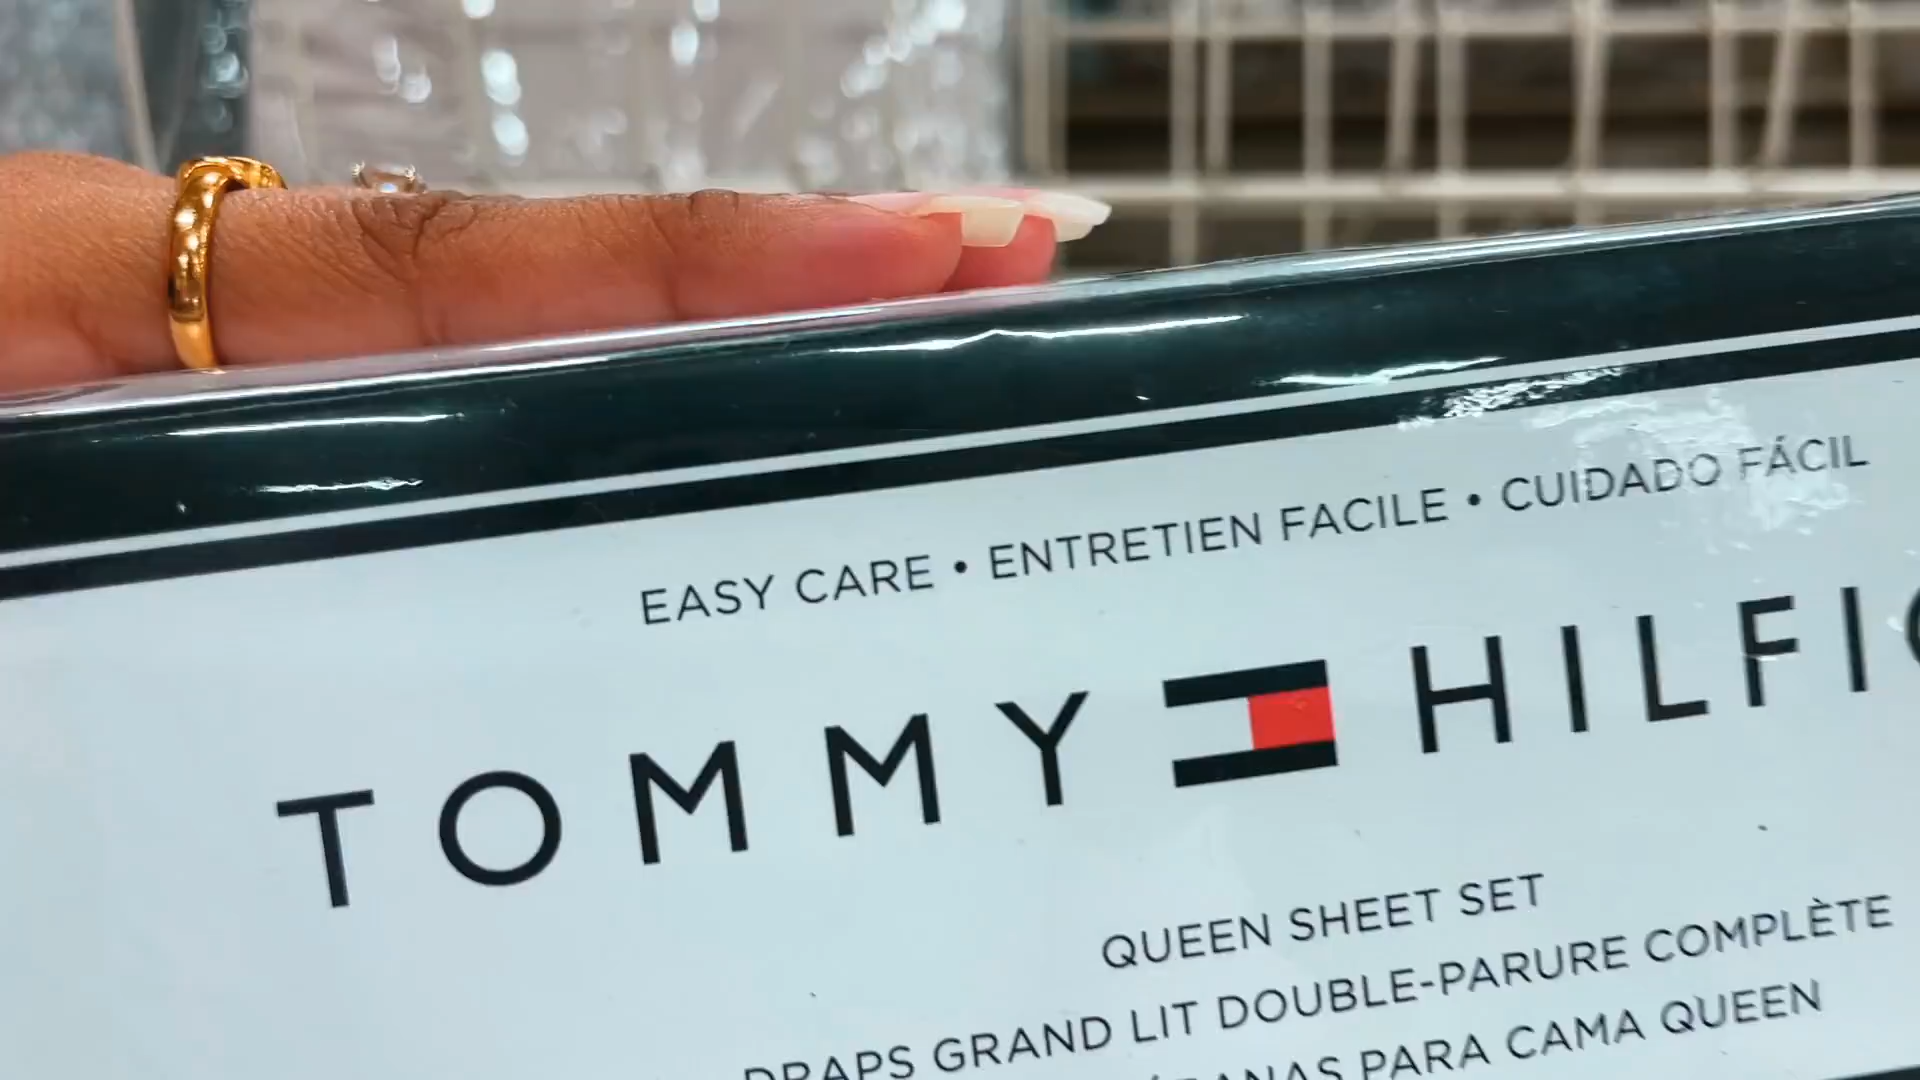 EASY CARE • ENTRETIEN FACILE • CUIDADO FÁCIL
TOMMY HILFI
QUEEN SHEET SET
DRAPS GRAND LIT DOUBLE-PARURE COMPLÈTE
PARA CAMA QUEEN